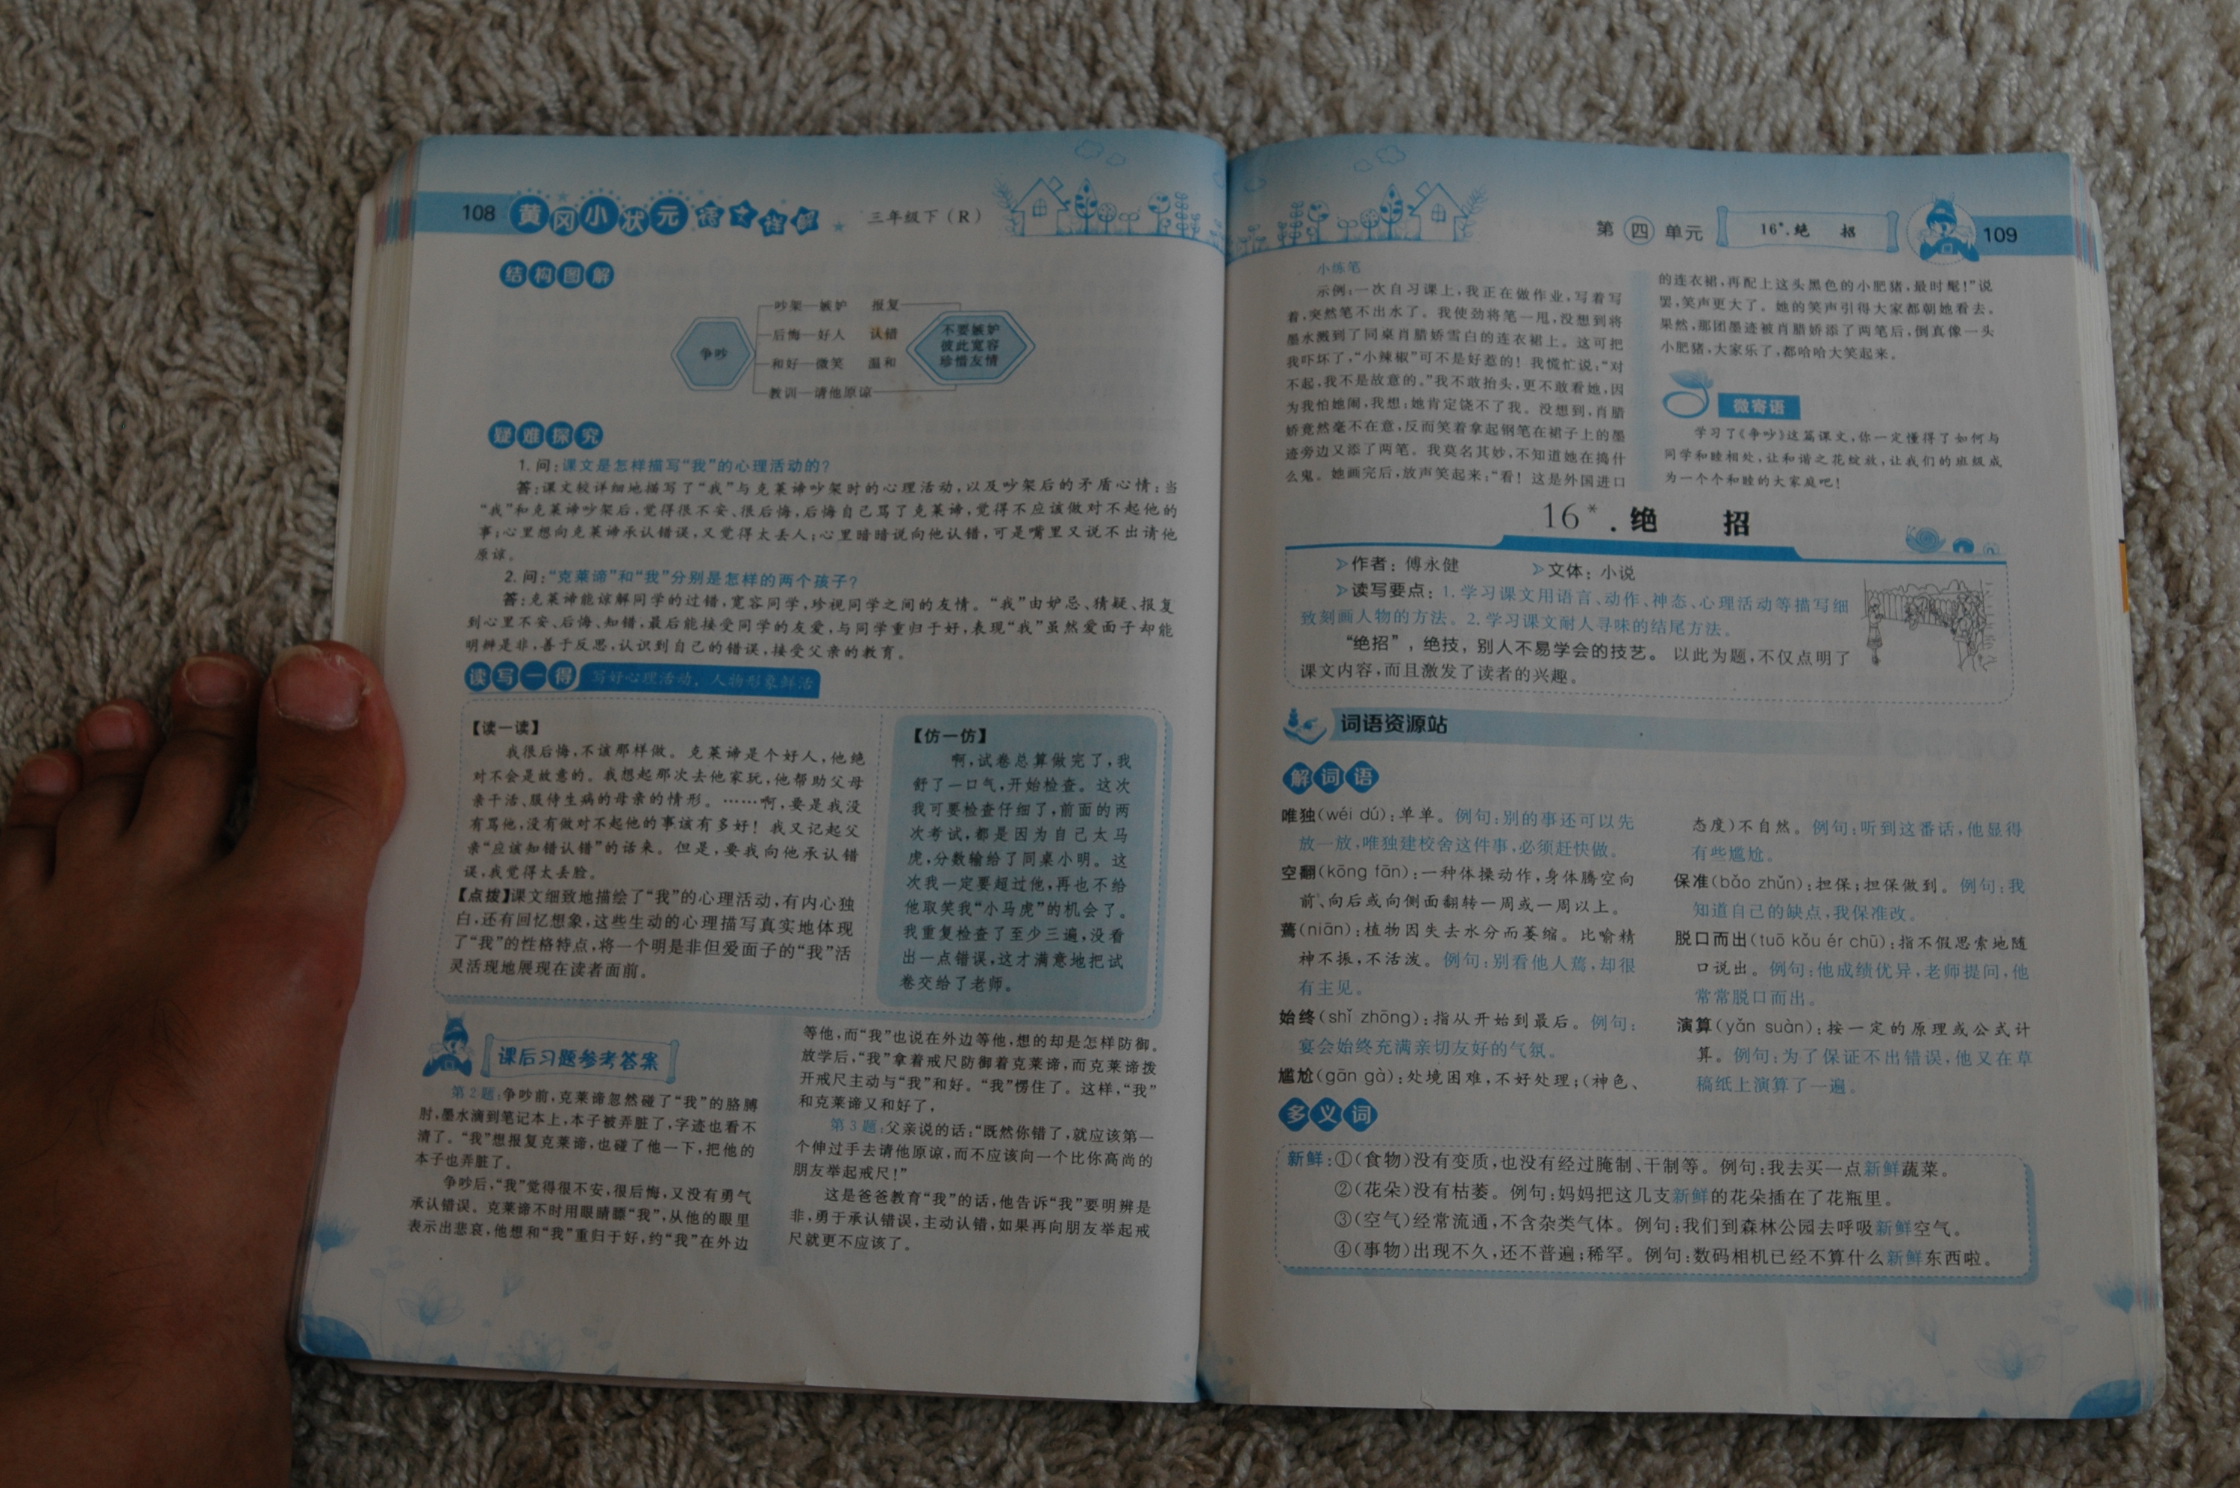 108 黄冈小状元 三年级下（R）
结构图解
争吵
吵架—嫉妒 报复
后悔—好人 认错
和好—微笑 温和
教训—请他原谅
不要嫉妒
彼此宽容
珍惜友情
疑难探究
1. 问：课文是怎样描写“我”的心理活动的？
答：课文较详细地描写了“我”与克莱谛吵架时的心理活动，以及吵架后的矛盾心情：当
“我”和克莱谛吵架后，觉得很不安、很后悔，后悔自己骂了克莱谛，觉得不应该做对不起他的
事；心里想向克莱谛承认错误，又觉得太丢人；心里暗暗说向他认错，可是嘴里又说不出请他
原谅。
2. 问：“克莱谛”和“我”分别是怎样的两个孩子？
答：克莱谛能谅解同学的过错，宽容同学，珍视同学之间的友情。“我”由妒忌、猜疑、报复
到心里不安、后悔、知错，最后能接受同学的友爱，与同学重归于好，表现“我”虽然爱面子却能
明辨是非，善于反思，认识到自己的错误，接受父亲的教育。
读写一得 写好心理活动，人物形象鲜活
【读一读】
我很后悔，不该那样做。克莱谛是个好人，他绝
对不会是故意的。我想起那次去他家玩，他帮助父母
亲干活、服侍生病的母亲的情形。……啊，要是我没
有骂他，没有做对不起他的事该有多好！我又记起父
亲“应该知错认错”的话来。但是，要我向他承认错
误，我觉得太丢脸。
【点拨】课文细致地描绘了“我”的心理活动，有内心独
白，还有回忆想象，这些生动的心理描写真实地体现
了“我”的性格特点，将一个明是非但爱面子的“我”活
灵活现地展现在读者面前。
【仿一仿】
啊，试卷总算做完了，我
舒了一口气，开始检查。这次
我可要检查仔细了，前面的两
次考试，都是因为自己大马
虎，分数输给了同桌小明。这
次我一定要超过他，再也不给
他取笑我“小马虎”的机会了。
我重复检查了至少三遍，没看
出一点错误，这才满意地把试
卷交给了老师。
课后习题参考答案
第2题：争吵前，克莱谛忽然碰了“我”的胳膊
肘，墨水滴到笔记本上，本子被弄脏了，字迹也看不
清了。“我”想报复克莱谛，也碰了他一下，把他的
本子也弄脏了。
争吵后，“我”觉得很不安，很后悔，又没有勇气
承认错误。克莱谛不时用眼睛瞟“我”，从他的眼里
表示出悲哀，他想和“我”重归于好，约“我”在外边
等他，而“我”也说在外边等他，想的却是怎样防御。
放学后，“我”拿着戒尺防御着克莱谛，而克莱谛拨
开戒尺主动与“我”和好。“我”愣住了。这样，“我”
和克莱谛又和好了，
第3题：父亲说的话：“既然你错了，就应该第一
个伸过手去请他原谅，而不应该向一个比你高尚的
朋友举起戒尺！”
这是爸爸教育“我”的话，他告诉“我”要明辨是
非，勇于承认错误，主动认错，如果再向朋友举起戒
尺就更不应该了。
第四单元 16*. 绝 招 109
小练笔
示例：一次自习课上，我正在做作业，写着写
着，突然笔不出水了。我使劲将笔一甩，没想到将
墨水溅到了同桌肖腊娇雪白的连衣裙上。这可把
我吓坏了，“小辣椒”可不是好惹的！我慌忙说：“对
不起，我不是故意的。”我不敢抬头，更不敢看她，因
为我怕她闹，我想：她肯定饶不了我。没想到，肖腊
娇竟然毫不在意，反而笑着拿起钢笔在裙子上的墨
迹旁边又添了两笔。我莫名其妙，不知道她在搞什
么鬼。她画完后，放声笑起来：“看！这是外国进口
的连衣裙，再配上这头黑色的小肥猪，最时髦！”说
罢，笑声更大了。她的笑声引得大家都朝她看去。
果然，那团墨迹被肖腊娇添了两笔后，倒真像一头
小肥猪，大家乐了，都哈哈大笑起来。
微寄语
学习了《争吵》这篇课文，你一定懂得了如何与
同学和睦相处，让和谐之花绽放，让我们的班级成
为一个个和睦的大家庭吧！
16*. 绝 招
作者：傅永健 文体：小说
读写要点：1. 学习课文用语言、动作、神态、心理活动等描写细
致刻画人物的方法。2. 学习课文耐人寻味的结尾方法。
“绝招”，绝技，别人不易学会的技艺。以此为题，不仅点明了
课文内容，而且激发了读者的兴趣。
词语资源站
解词语
唯独(wéi dú)：单单。例句：别的事还可以先
放一放，唯独建校舍这件事，必须赶快做。
空翻(kōng fān)：一种体操动作，身体腾空向
前、向后或向侧面翻转一周或一周以上。
蔫(niān)：植物因失去水分而萎缩。比喻精
神不振，不活泼。例句：别看他人蔫，却很
有主见。
始终(shǐ zhōng)：指从开始到最后。例句：
宴会始终充满亲切友好的气氛。
尴尬(gān gà)：处境困难，不好处理；(神色、
态度)不自然。例句：听到这番话，他显得
有些尴尬。
保准(bǎo zhǔn)：担保；担保做到。例句：我
知道自己的缺点，我保准改。
脱口而出(tuō kǒu ér chū)：指不假思索地随
口说出。例句：他成绩优异，老师提问，他
常常脱口而出。
演算(yǎn suàn)：按一定的原理或公式计
算。例句：为了保证不出错误，他又在草
稿纸上演算了一遍。
多义词
新鲜：①(食物)没有变质，也没有经过腌制、干制等。例句：我去买一点新鲜蔬菜。
②(花朵)没有枯萎。例句：妈妈把这几支新鲜的花朵插在了花瓶里。
③(空气)经常流通，不含杂类气体。例句：我们到森林公园去呼吸新鲜空气。
④(事物)出现不久，还不普遍；稀罕。例句：数码相机已经不算什么新鲜东西啦。